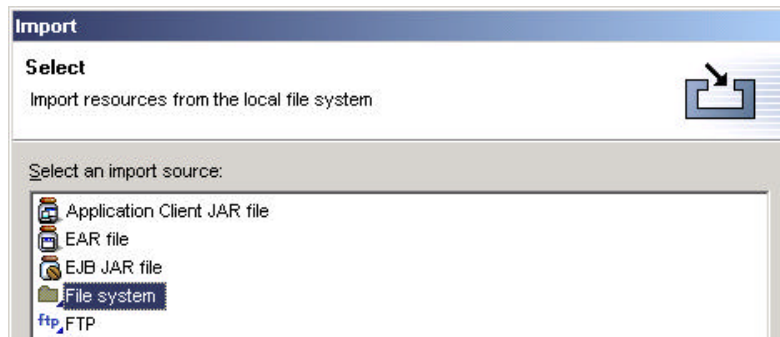 Import
Select
Import resources from the local file system
Select an import source:
Application Client JAR file
EAR file
EJB JAR file
File system
ftp FTP